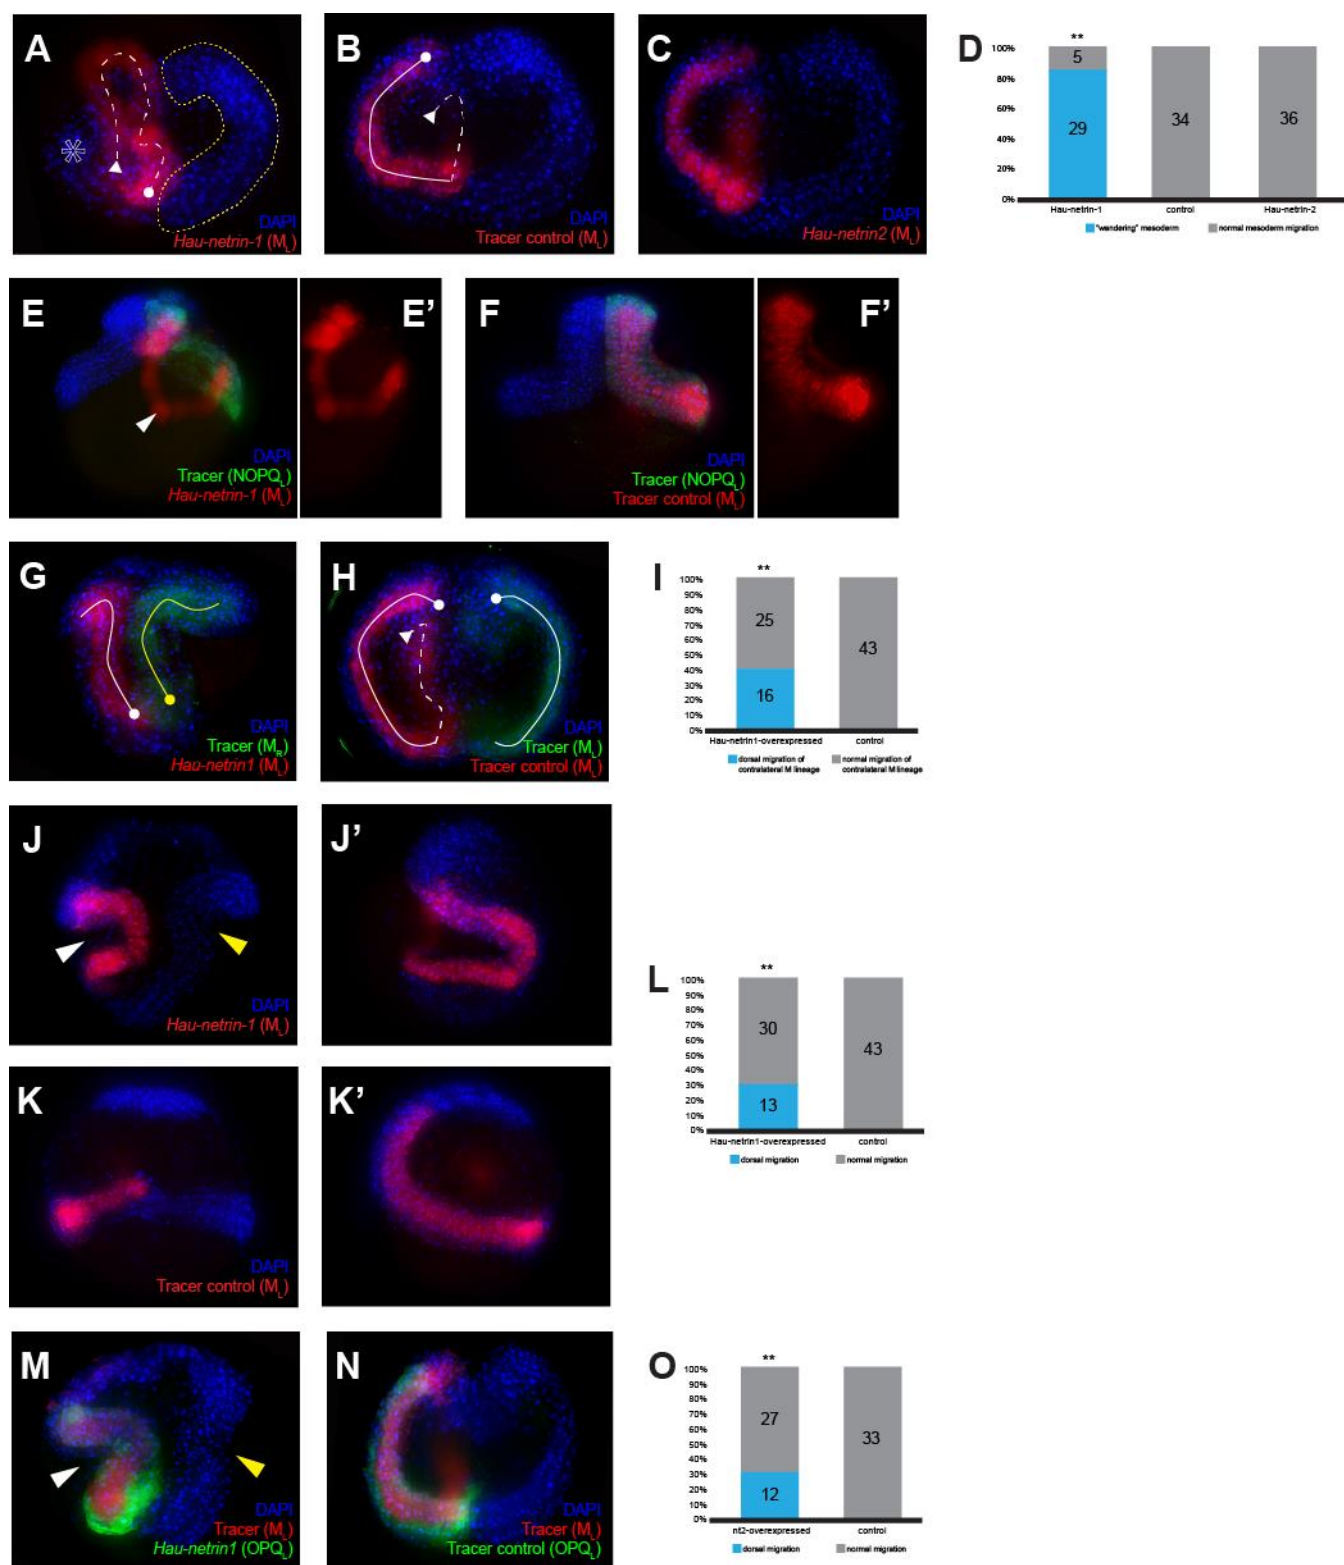 A
DAPI
Hau-netrin-1 (ML)
B
DAPI
Tracer control (ML)
C
DAPI
Hau-netrin2 (ML)
D
**
100%
80%
60%
40%
20%
0%
5
29
34
36
Hau-netrin-1
control
Hau-netrin-2
"wandering" mesoderm
normal mesoderm migration
E
DAPI
Tracer (NOPQL)
Hau-netrin-1 (ML)
E’
F
DAPI
Tracer (NOPQL)
Tracer control (ML)
F’
G
DAPI
Tracer (MR)
Hau-netrin1 (ML)
H
DAPI
Tracer (ML)
Tracer control (ML)
I
**
100%
90%
80%
70%
60%
50%
40%
30%
20%
10%
0%
25
16
43
Hau-netrin1-overexpressed
control
dorsal migration of
contralateral M lineage
normal migration of
contralateral M lineage
J
DAPI
Hau-netrin-1 (ML)
J’
K
DAPI
Tracer control (ML)
K’
L
**
100%
90%
80%
70%
60%
50%
40%
30%
20%
10%
0%
30
13
43
Hau-netrin1-overexpressed
control
dorsal migration
normal migration
M
DAPI
Tracer (ML)
Hau-netrin1 (OPQL)
N
DAPI
Tracer (ML)
Tracer control (OPQL)
O
**
100%
90%
80%
70%
60%
50%
40%
30%
20%
10%
0%
27
12
33
nt2-overexpressed
control
dorsal migration
normal migration